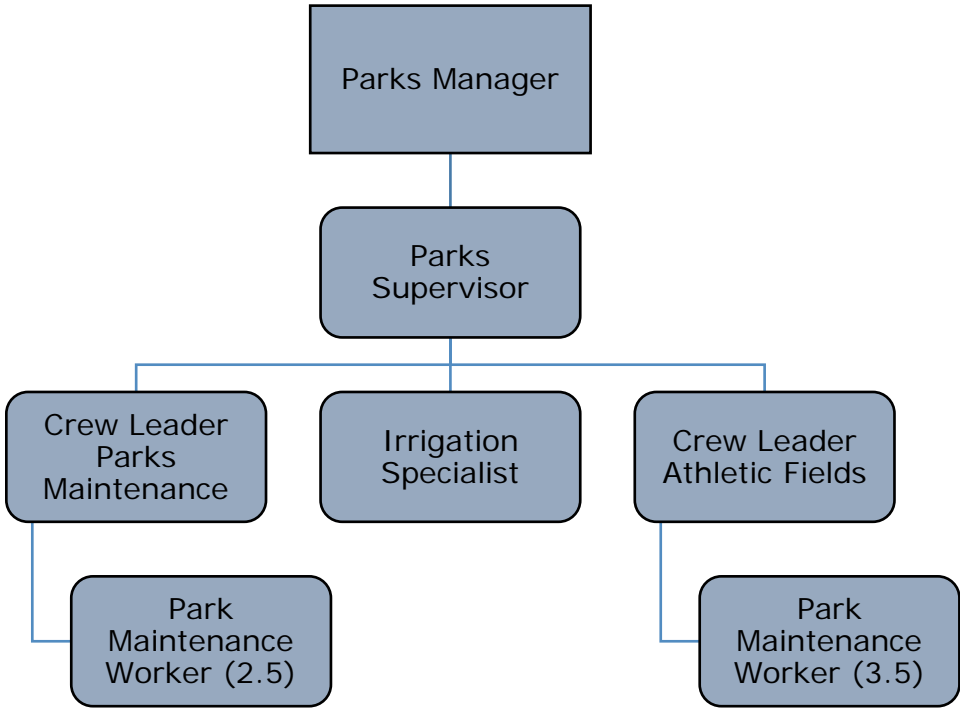 Parks Manager
Parks
Supervisor
Crew Leader
Parks
Maintenance
Irrigation
Specialist
Crew Leader
Athletic Fields
Park
Maintenance
Worker (2.5)
Park
Maintenance
Worker (3.5)